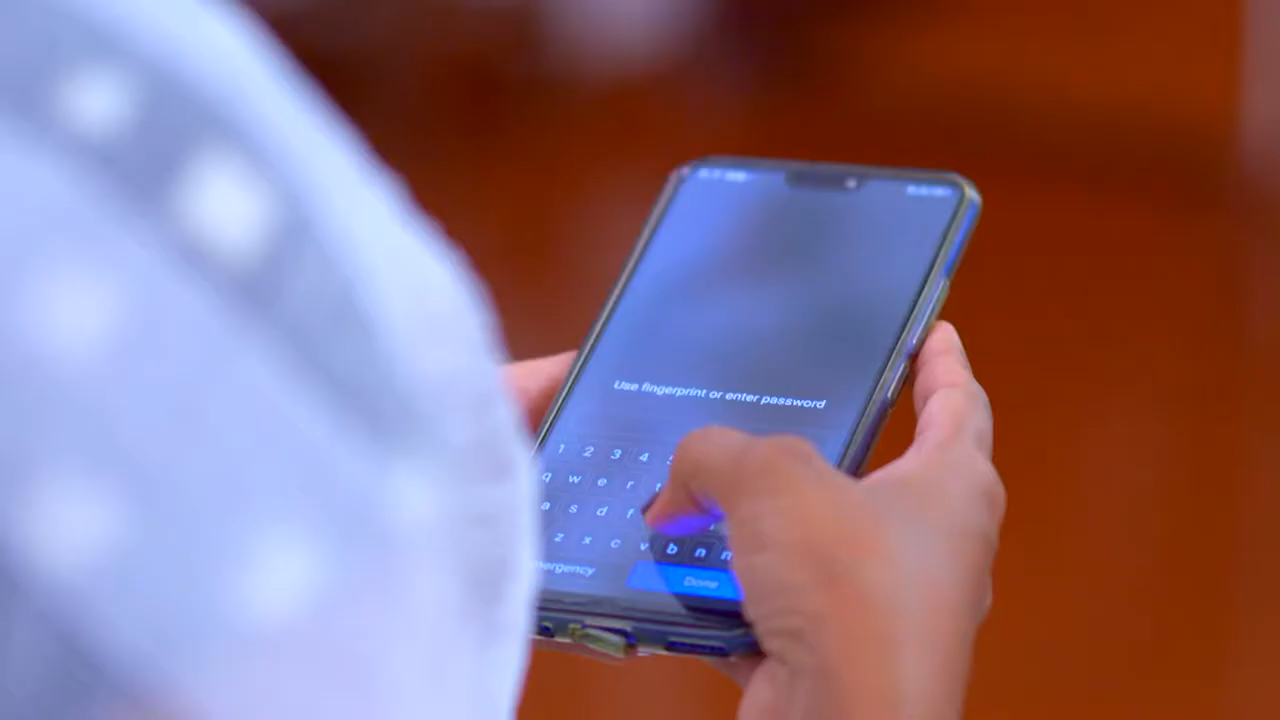 Use fingerprint or enter password
1 2 3 4
q w e r t
a s d f
z x c v b n m
Done